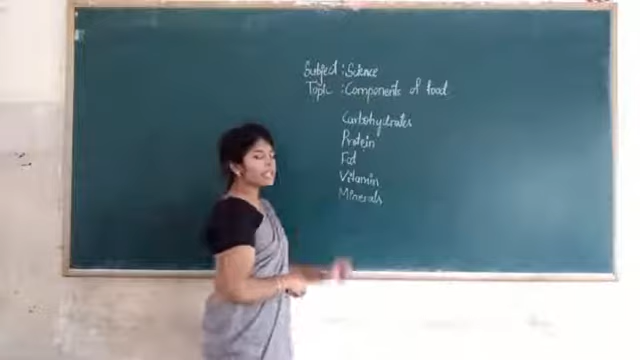 Subject : Science
Topic : Components of food
Carbohydrates
Protein
Fat
Vitamin
Minerals